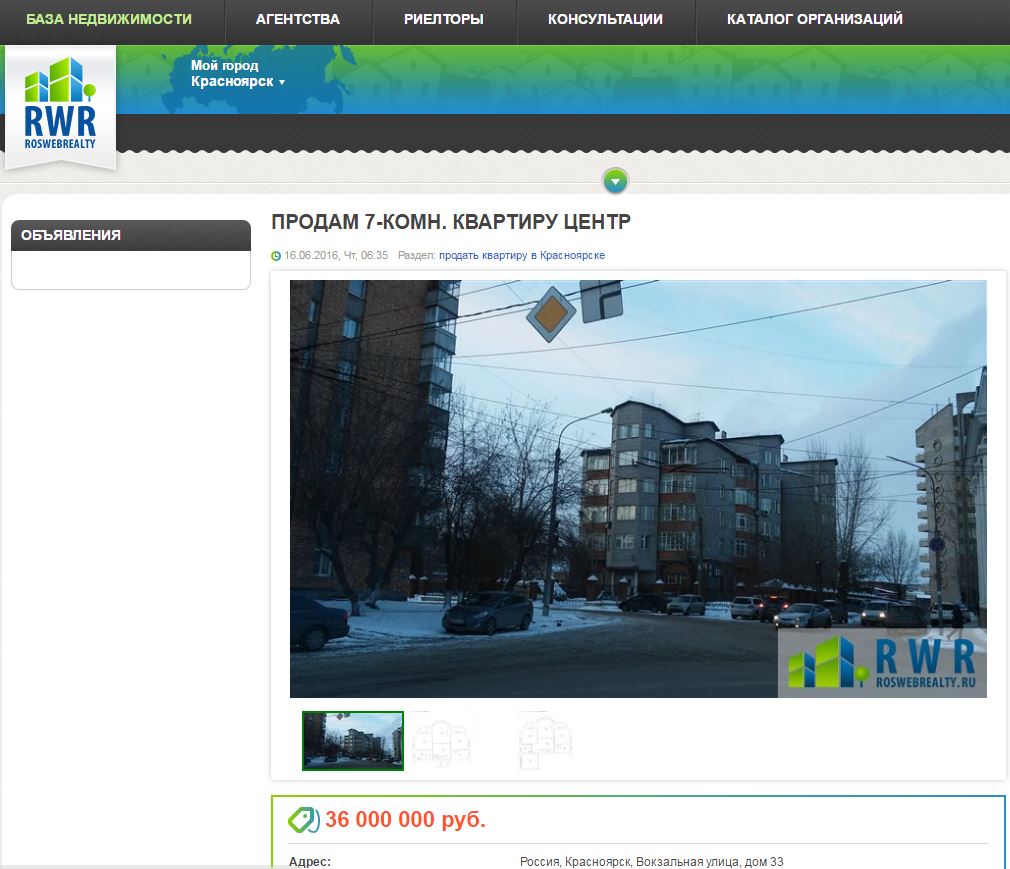 БАЗА НЕДВИЖИМОСТИ АГЕНТСТВА РИЕЛТОРЫ КОНСУЛЬТАЦИИ КАТАЛОГ ОРГАНИЗАЦИЙ
Мой город
Красноярск
RWR
ROSWEBREALTY
ОБЪЯВЛЕНИЯ
ПРОДАМ 7-КОМН. КВАРТИРУ ЦЕНТР
16.06.2016, Чт, 06:35 Раздел: продать квартиру в Красноярске
RWR
ROSWEBREALTY.RU
36 000 000 руб.
Адрес: Россия, Красноярск, Вокзальная улица, дом 33